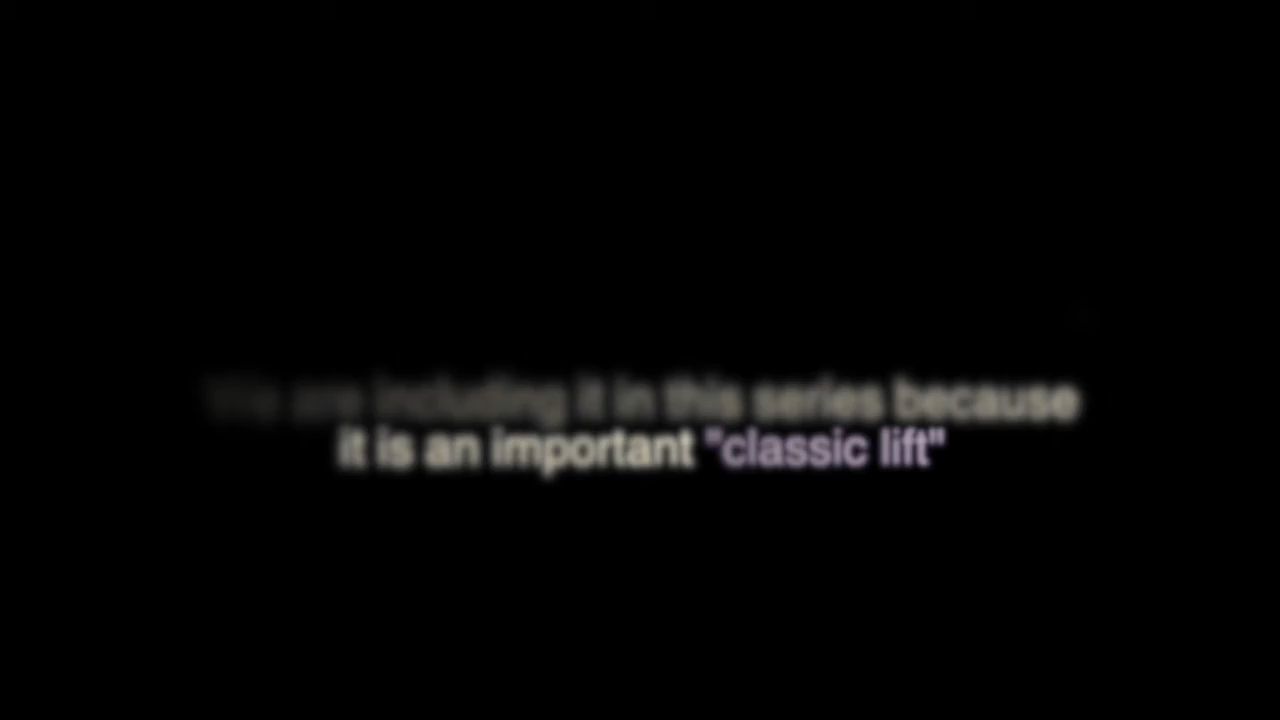 We are including it in this series because
it is an important "classic lift"